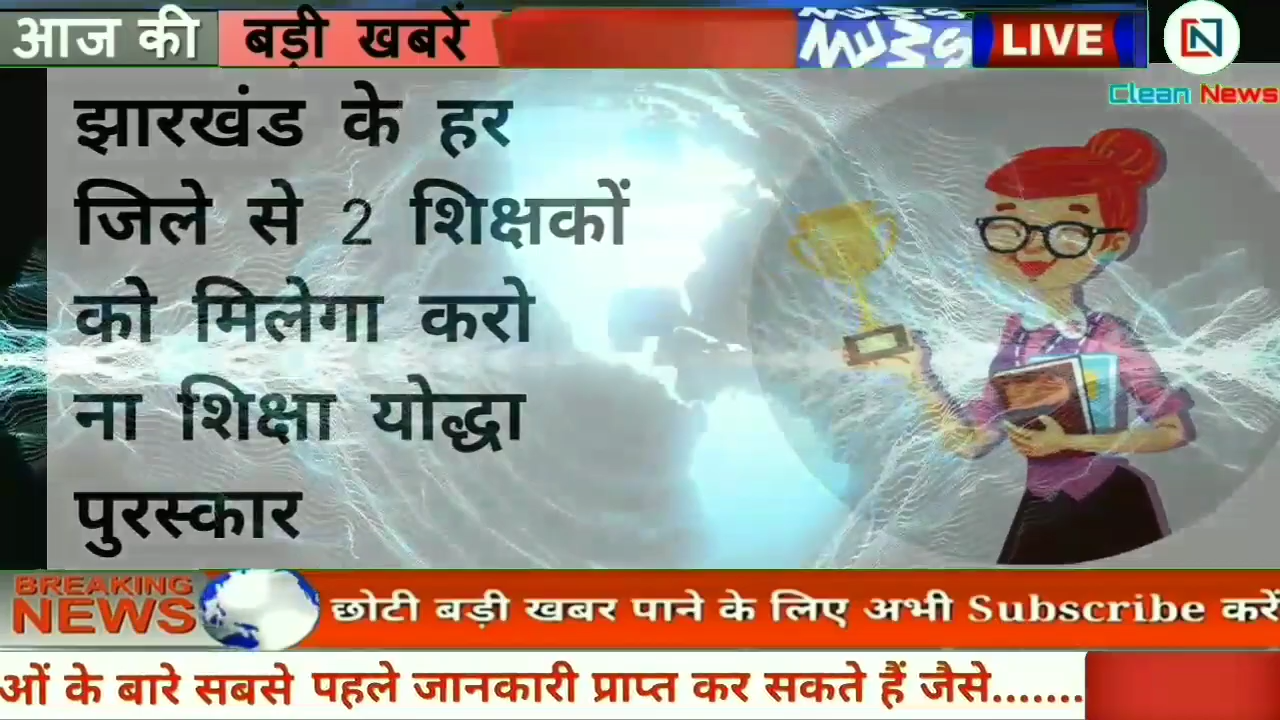 आज की बड़ी खबरें
NEWS
LIVE
Clean News
झारखंड के हर
जिले से 2 शिक्षकों
को मिलेगा करो
ना शिक्षा योद्धा
पुरस्कार
BREAKING
NEWS
छोटी बड़ी खबर पाने के लिए अभी Subscribe करें
ओं के बारे सबसे पहले जानकारी प्राप्त कर सकते हैं जैसे.......